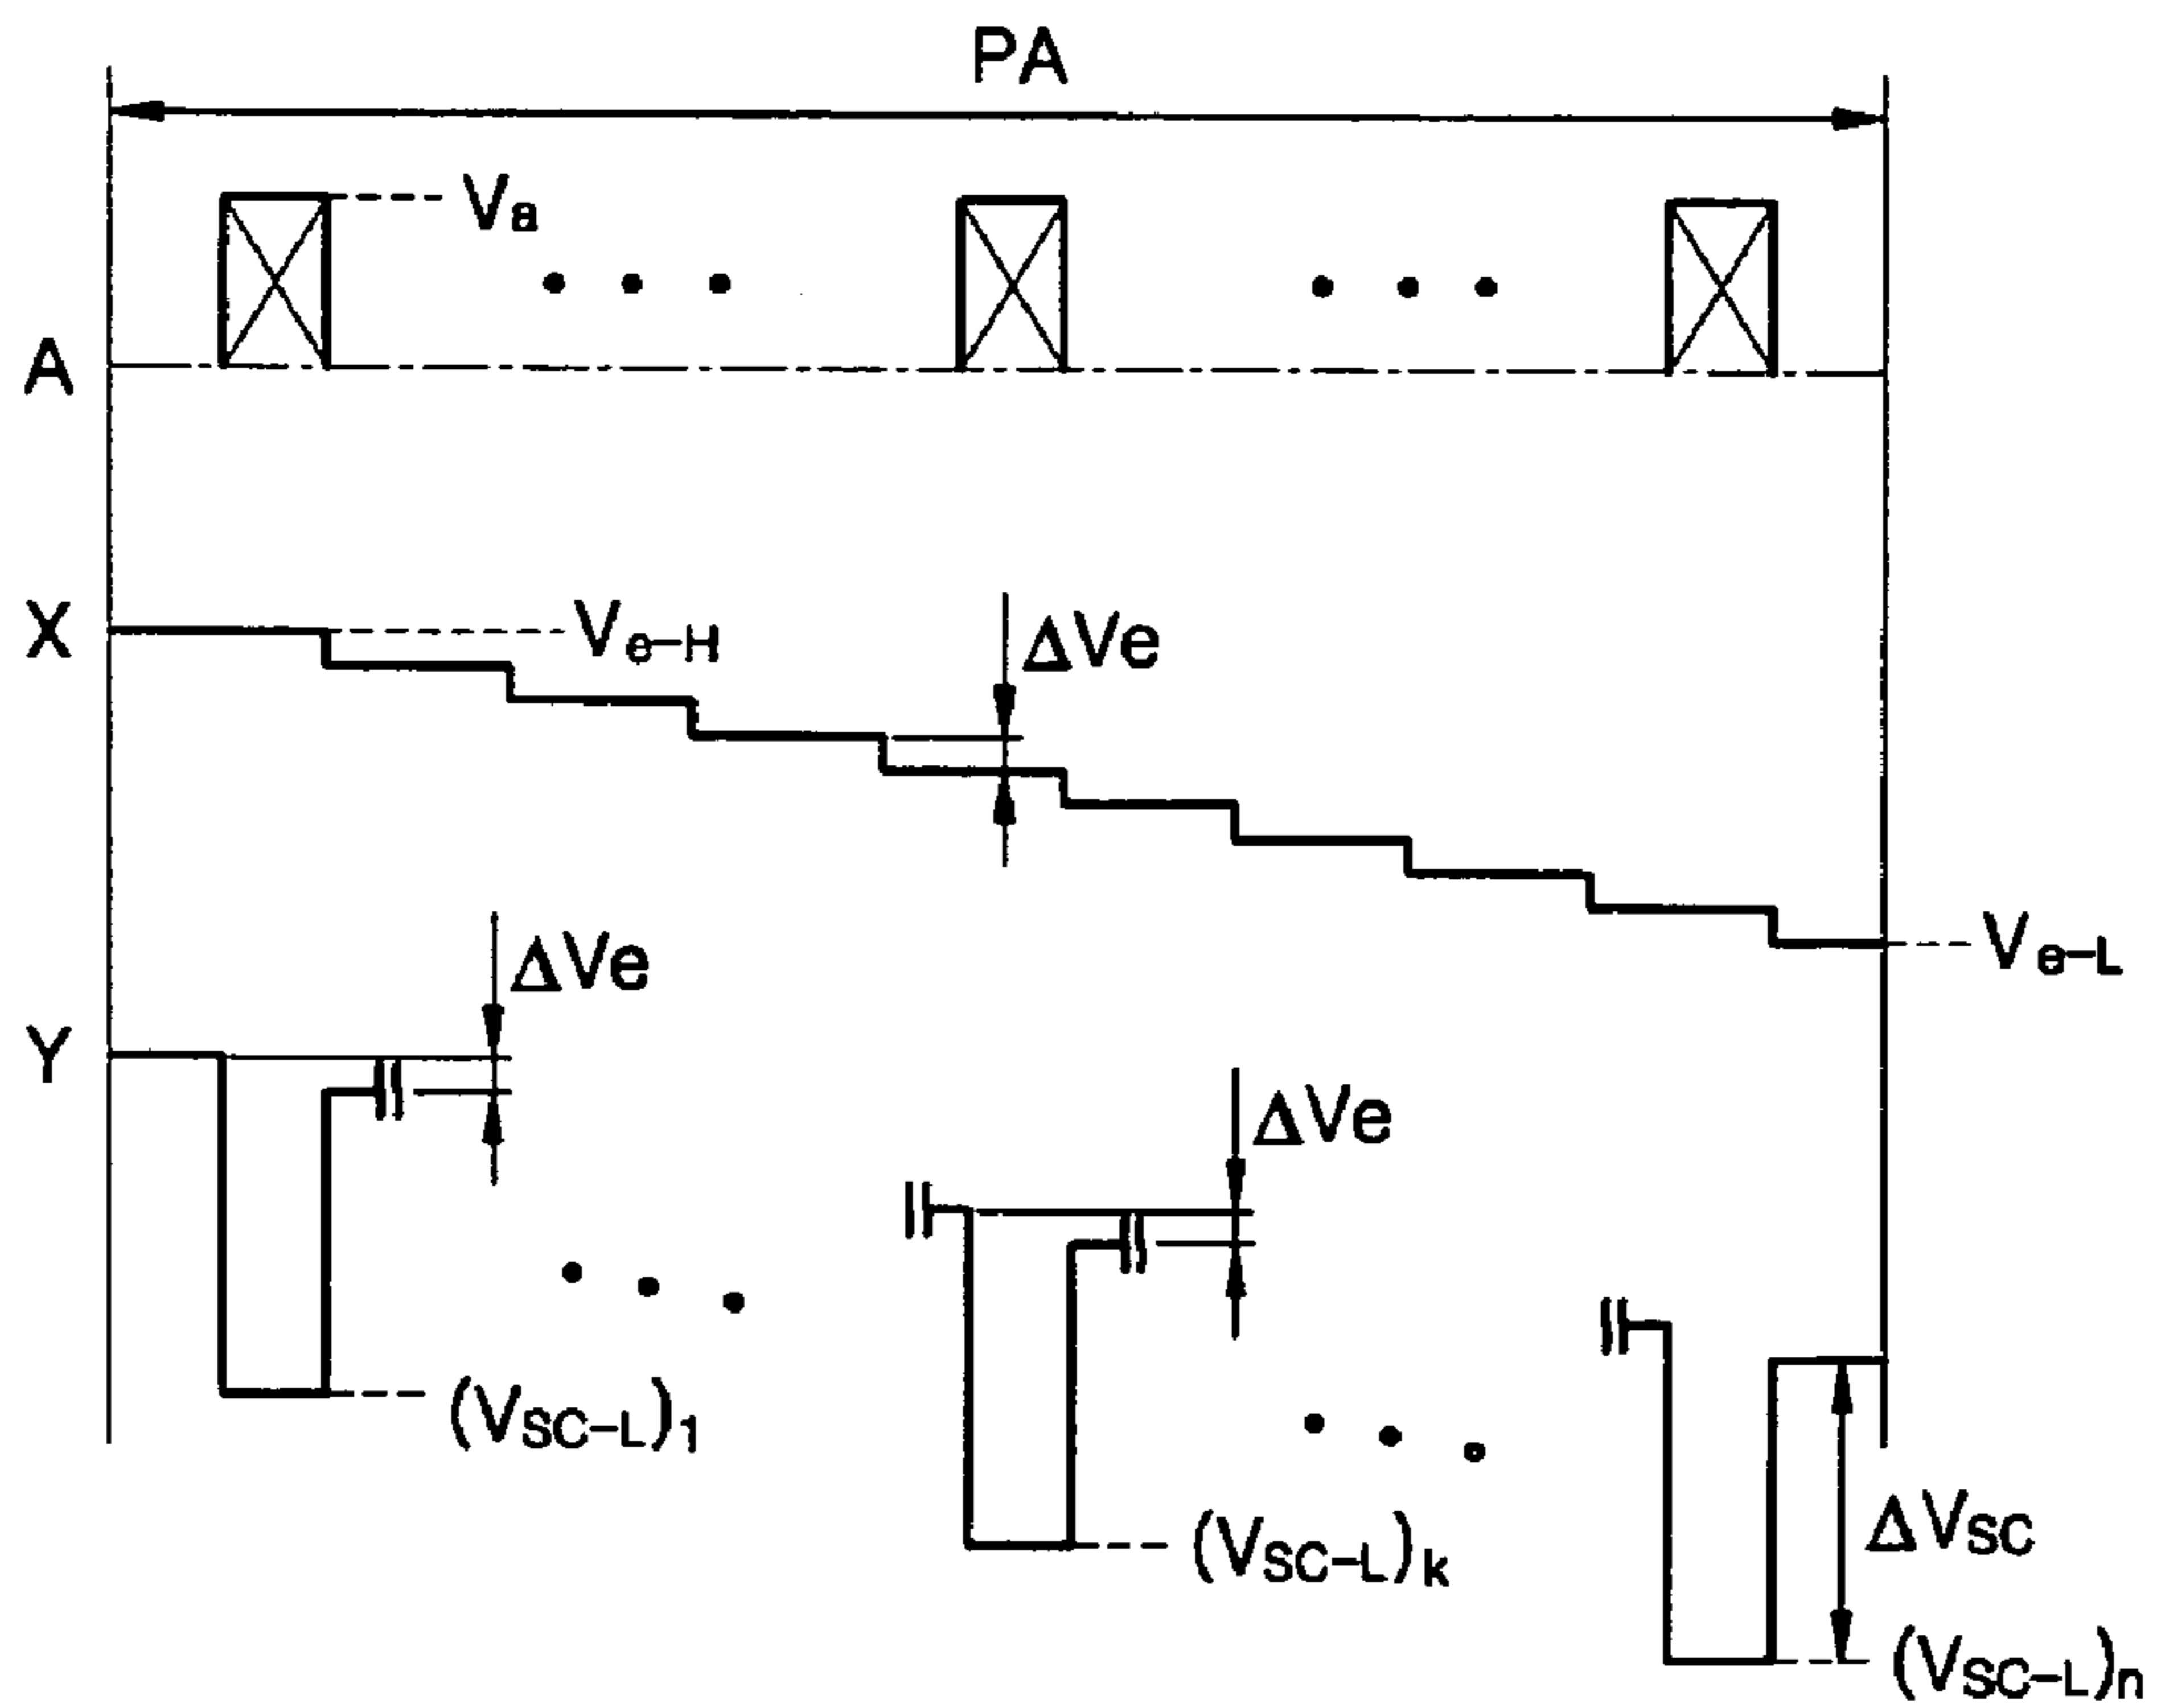 PA
Va
A
X
Ve-H
ΔVe
Ve-L
ΔVe
Y
ΔVe
(VSC-L)1
(VSC-L)k
ΔVSC
(VSC-L)n